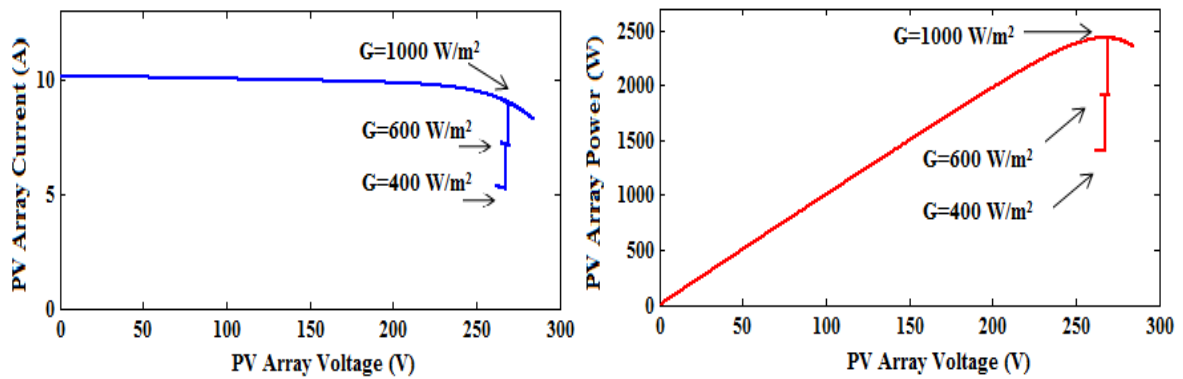 PV Array Current (A)
10
5
0
G=1000 W/m²
G=600 W/m²
G=400 W/m²
0 50 100 150 200 250 300
PV Array Voltage (V)
PV Array Power (W)
2500
2000
1500
1000
500
0
G=1000 W/m²
G=600 W/m²
G=400 W/m²
0 50 100 150 200 250 300
PV Array Voltage (V)